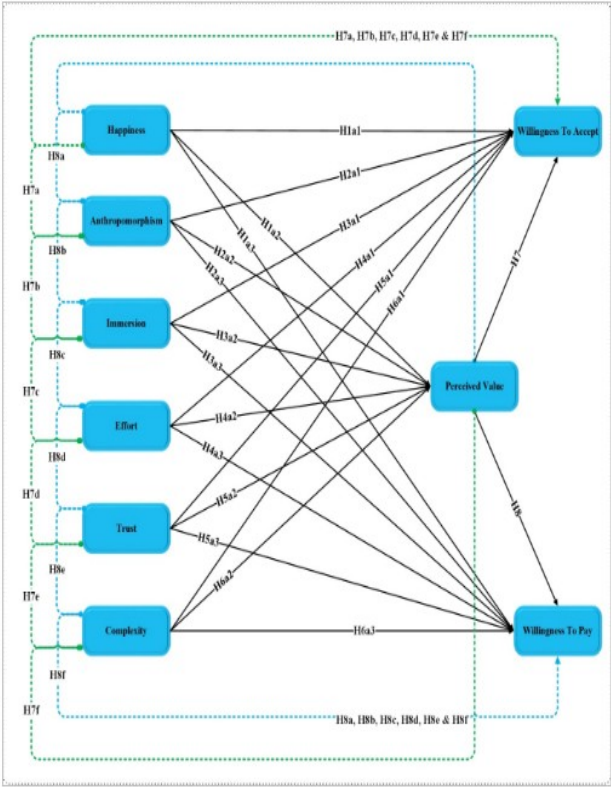 H7a, H7b, H7c, H7d, H7e & H7f
Happiness
Willingness To Accept
H1a1
H8a
H7a
H2a1
Anthropomorphism
H1a2
H1a3
H3a1
H8b
H2a2
H2a3
H4a1
H5a1
H7
H7b
H6a1
Immersion
H3a2
H8c
H3a3
H7c
Perceived Value
Effort
H4a2
H8d
H4a3
H7d
H5a2
H8
Trust
H5a3
H8e
H6a2
H7e
Complexity
H6a3
Willingness To Pay
H8f
H7f
H8a, H8b, H8c, H8d, H8e & H8f